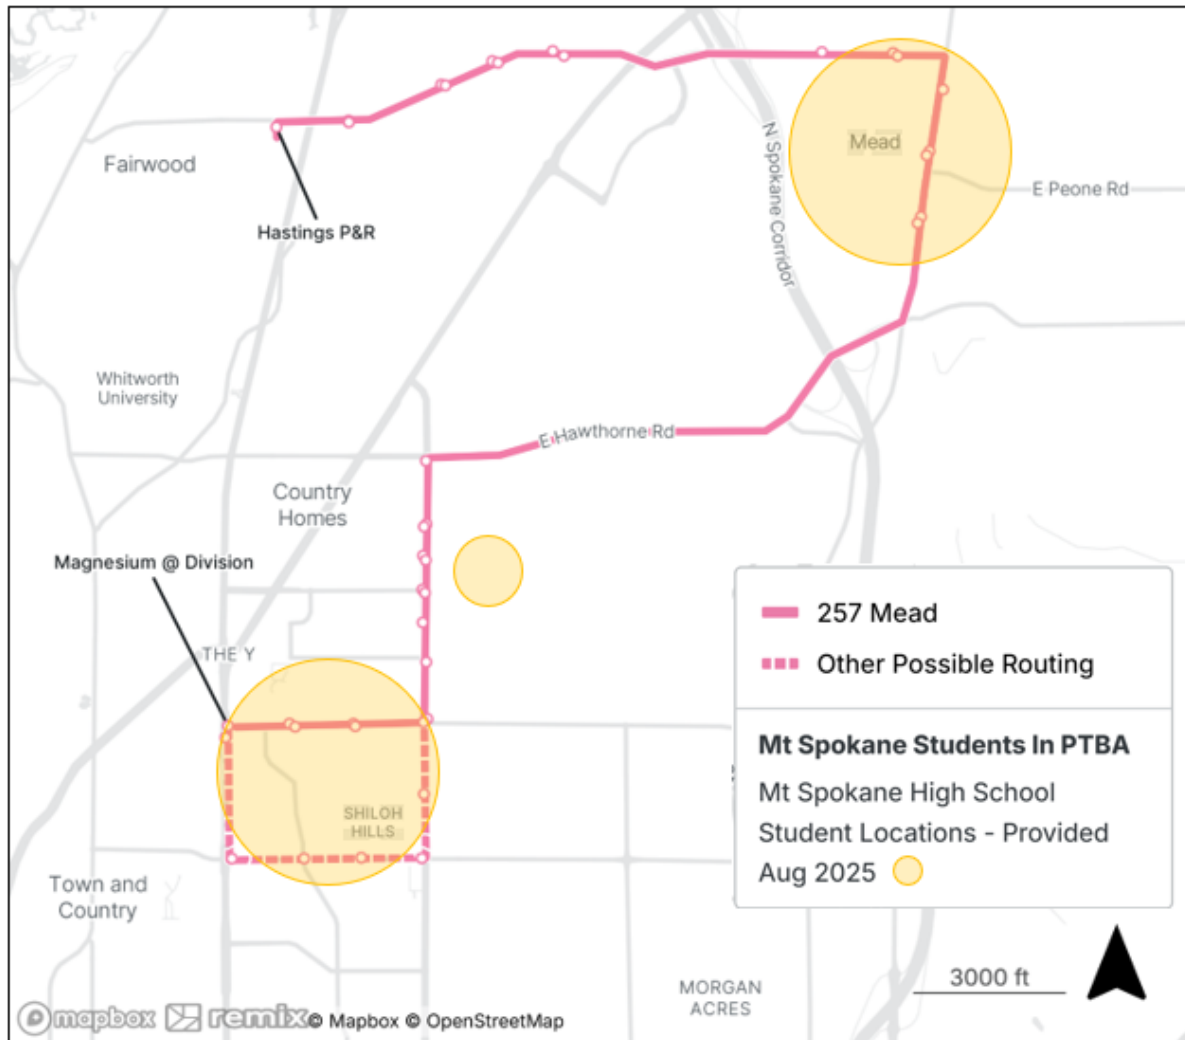 Mead
E Peone Rd
N Spokane Corridor
Fairwood
Hastings P&R
Whitworth
University
E Hawthorne Rd
Country
Homes
Magnesium @ Division
THE Y
257 Mead
Other Possible Routing
Mt Spokane Students In PTBA
Mt Spokane High School
Student Locations - Provided
Aug 2025
SHILOH
HILLS
Town and
Country
MORGAN
ACRES
3000 ft
mapbox remix © Mapbox © OpenStreetMap